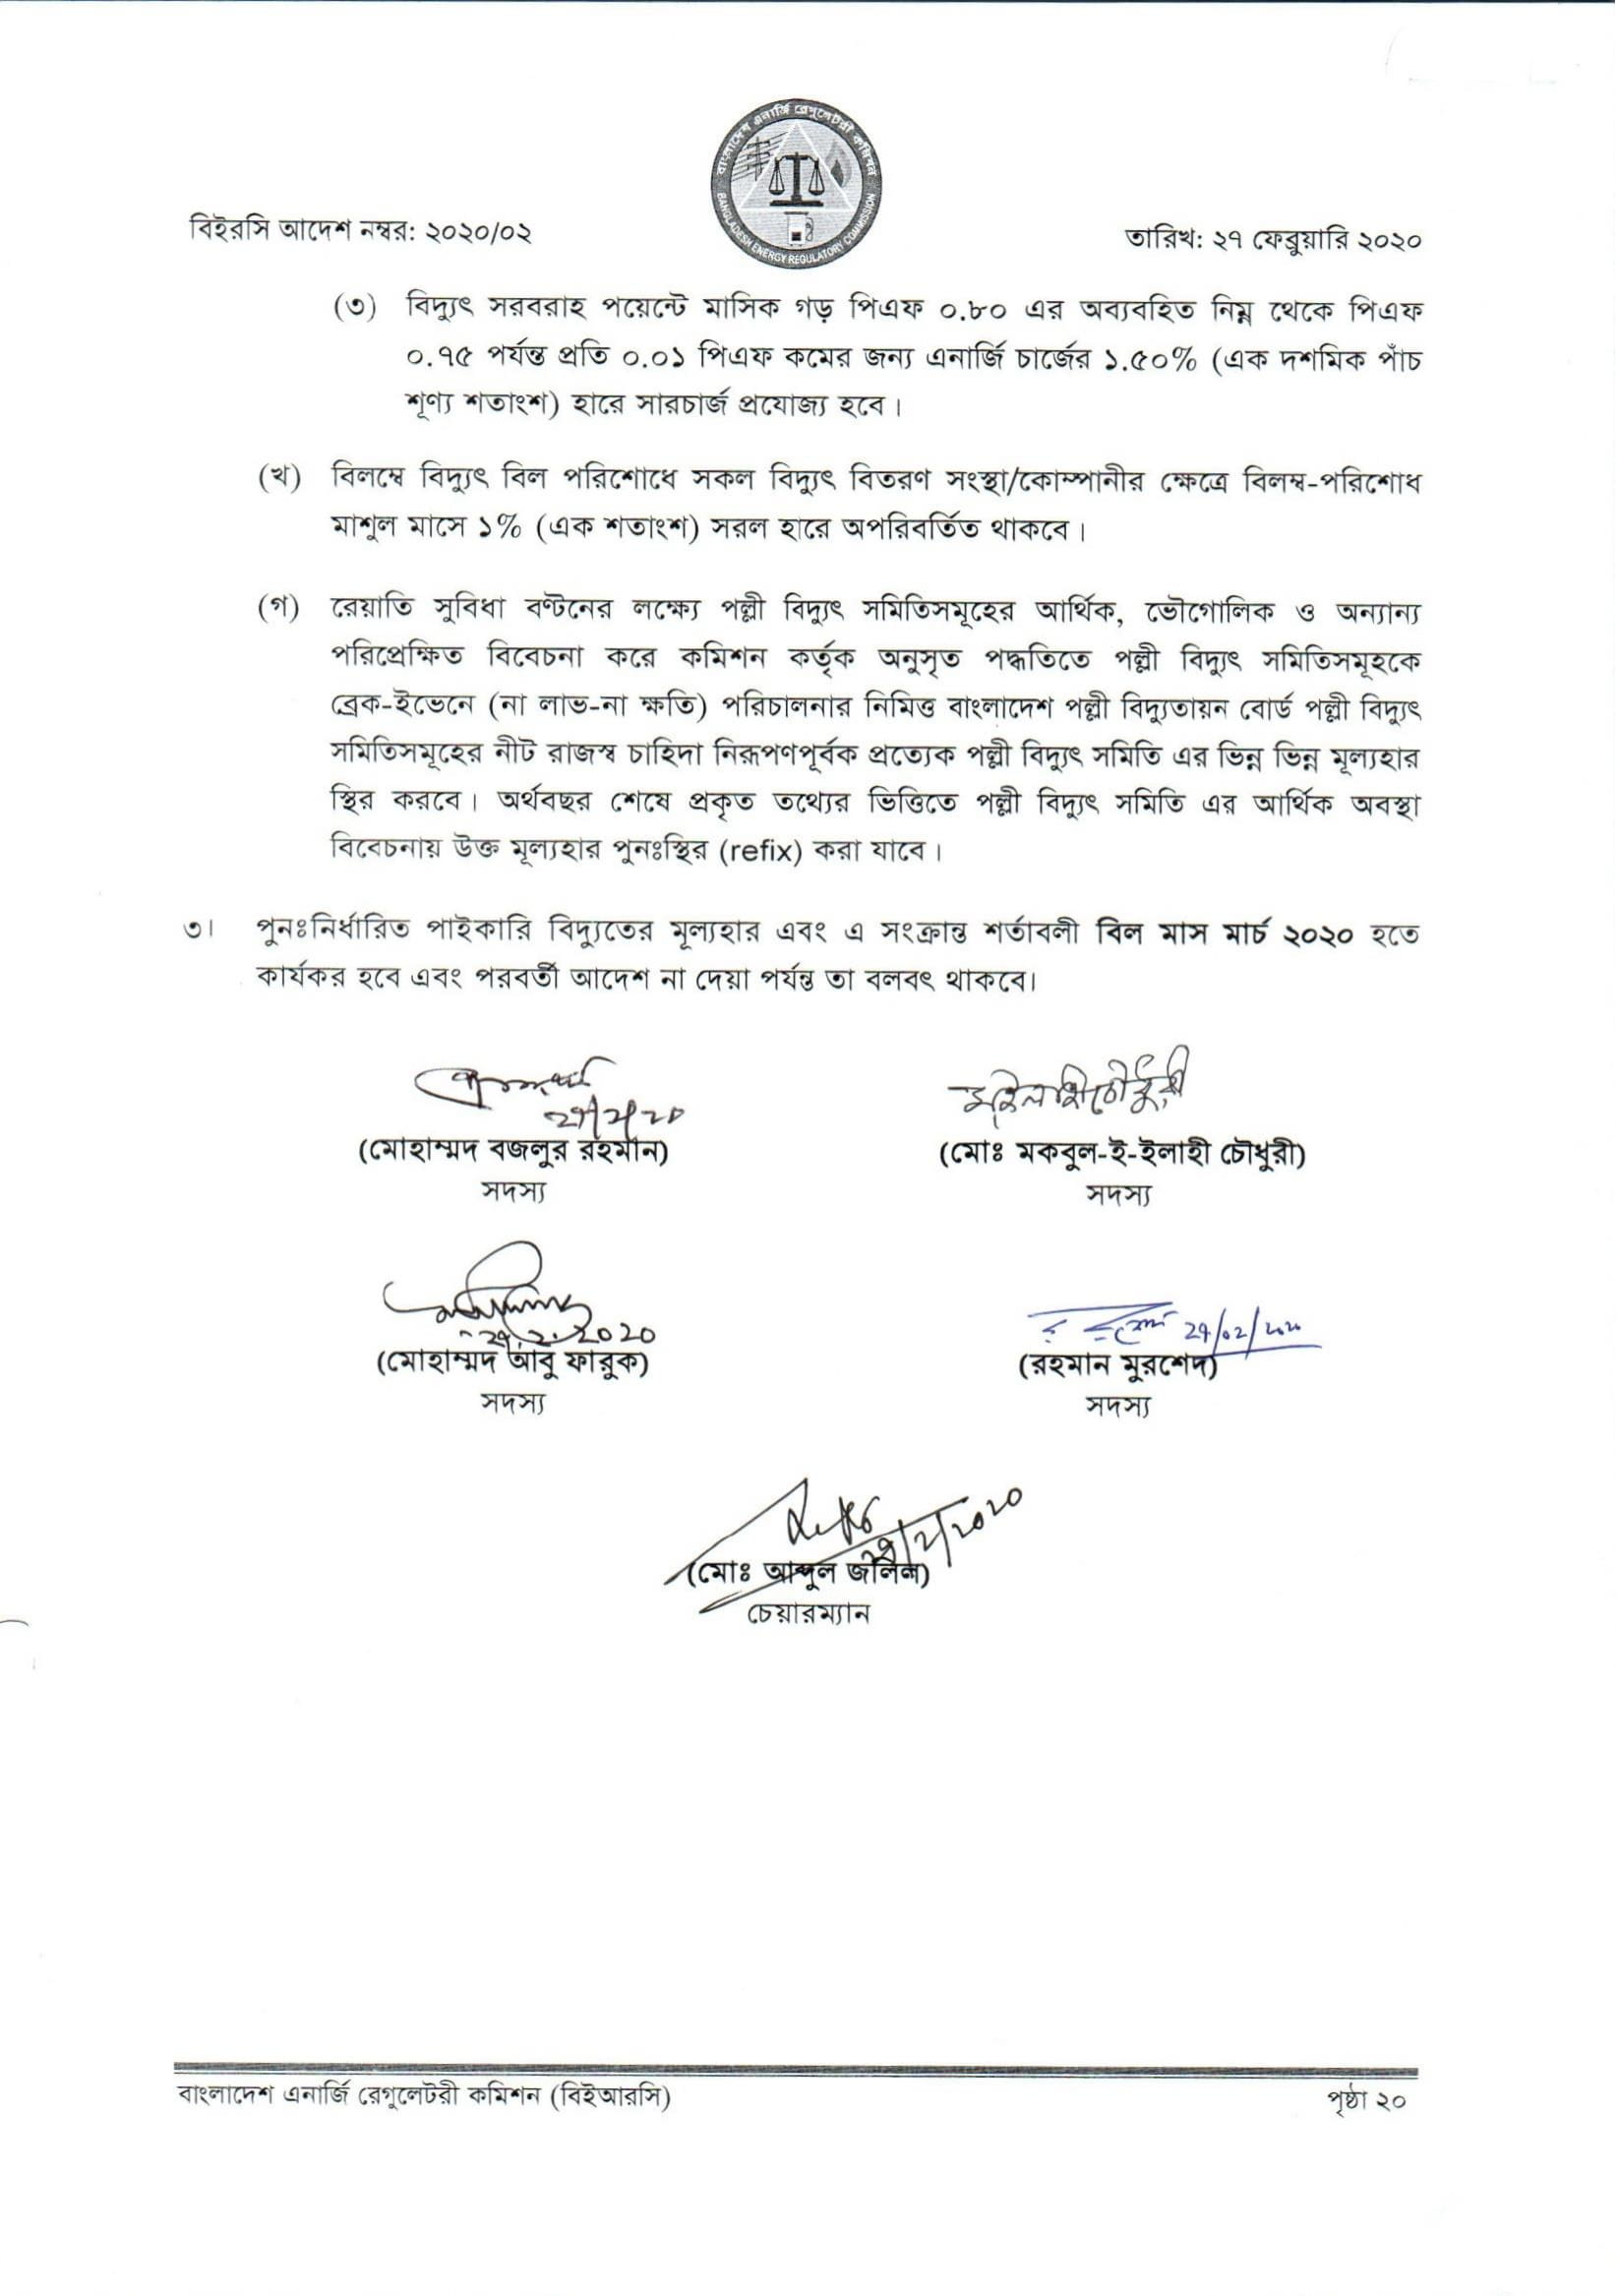 বাংলাদেশ এনার্জি রেগুলেটরী কমিশন
BANGLADESH ENERGY REGULATORY COMMISSION
বিইরসি আদেশ নম্বর: ২০২০/০২
তারিখ: ২৭ ফেব্রুয়ারি ২০২০
(৩) বিদ্যুৎ সরবরাহ পয়েন্টে মাসিক গড় পিএফ ০.৮০ এর অব্যবহিত নিম্ন থেকে পিএফ
০.৭৫ পর্যন্ত প্রতি ০.০১ পিএফ কমের জন্য এনার্জি চার্জের ১.৫০% (এক দশমিক পাঁচ
শূণ্য শতাংশ) হারে সারচার্জ প্রযোজ্য হবে।
(খ) বিলম্বে বিদ্যুৎ বিল পরিশোধে সকল বিদ্যুৎ বিতরণ সংস্থা/কোম্পানীর ক্ষেত্রে বিলম্ব-পরিশোধ
মাশুল মাসে ১% (এক শতাংশ) সরল হারে অপরিবর্তিত থাকবে।
(গ) রেয়াতি সুবিধা বণ্টনের লক্ষ্যে পল্লী বিদ্যুৎ সমিতিসমূহের আর্থিক, ভৌগোলিক ও অন্যান্য
পরিপ্রেক্ষিত বিবেচনা করে কমিশন কর্তৃক অনুসৃত পদ্ধতিতে পল্লী বিদ্যুৎ সমিতিসমূহকে
ব্রেক-ইভেনে (না লাভ-না ক্ষতি) পরিচালনার নিমিত্ত বাংলাদেশ পল্লী বিদ্যুতায়ন বোর্ড পল্লী বিদ্যুৎ
সমিতিসমূহের নীট রাজস্ব চাহিদা নিরূপণপূর্বক প্রত্যেক পল্লী বিদ্যুৎ সমিতি এর ভিন্ন ভিন্ন মূল্যহার
স্থির করবে। অর্থবছর শেষে প্রকৃত তথ্যের ভিত্তিতে পল্লী বিদ্যুৎ সমিতি এর আর্থিক অবস্থা
বিবেচনায় উক্ত মূল্যহার পুনঃস্থির (refix) করা যাবে।
৩। পুনঃনির্ধারিত পাইকারি বিদ্যুতের মূল্যহার এবং এ সংক্রান্ত শর্তাবলী বিল মাস মার্চ ২০২০ হতে
কার্যকর হবে এবং পরবর্তী আদেশ না দেয়া পর্যন্ত তা বলবৎ থাকবে।
২৭/২/২০
(মোহাম্মদ বজলুর রহমান)
সদস্য
(মোঃ মকবুল-ই-ইলাহী চৌধুরী)
সদস্য
২৭.২.২০২০
(মোহাম্মদ আবু ফারুক)
সদস্য
২৭/০২/২০২০
(রহমান মুরশেদ)
সদস্য
২৭/২/২০২০
(মোঃ আব্দুল জলিল)
চেয়ারম্যান
বাংলাদেশ এনার্জি রেগুলেটরী কমিশন (বিইআরসি)
পৃষ্ঠা ২০